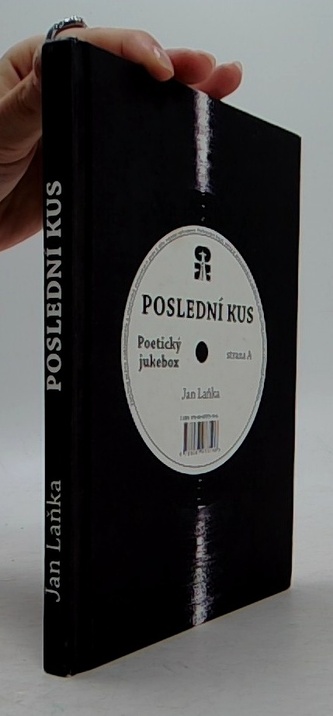 POSLEDNÍ KUS
Jan Laňka
POSLEDNÍ KUS
Poetický
jukebox
strana A
Jan Laňka